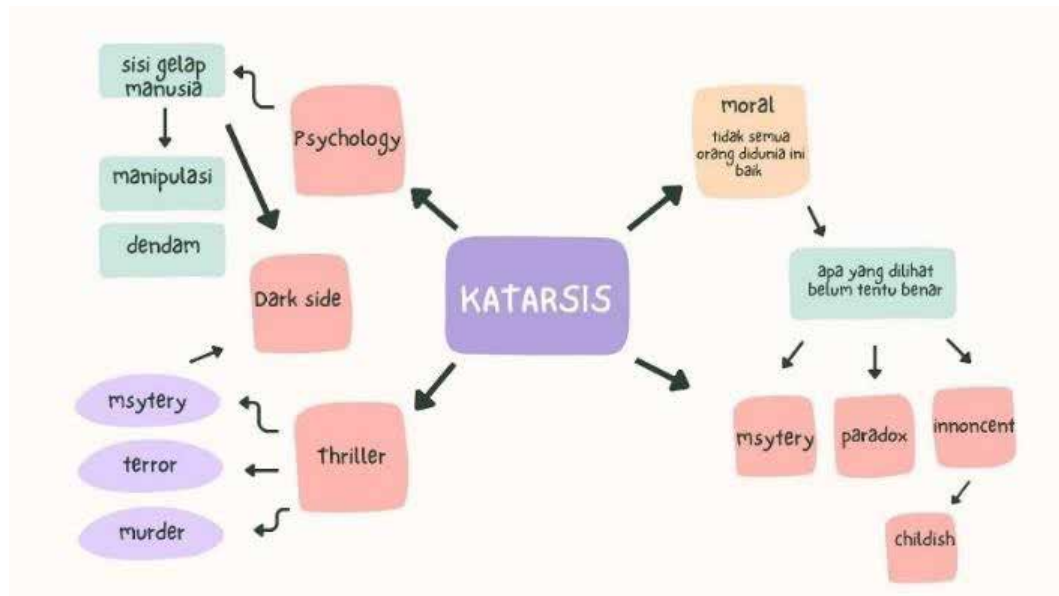 sisi gelap
manusia
manipulasi
dendam
Psychology
Dark side
msytery
terror
murder
Thriller
KATARSIS
moral
tidak semua
orang didunia ini
baik
apa yang dilihat
belum tentu benar
msytery
paradox
innoncent
childish